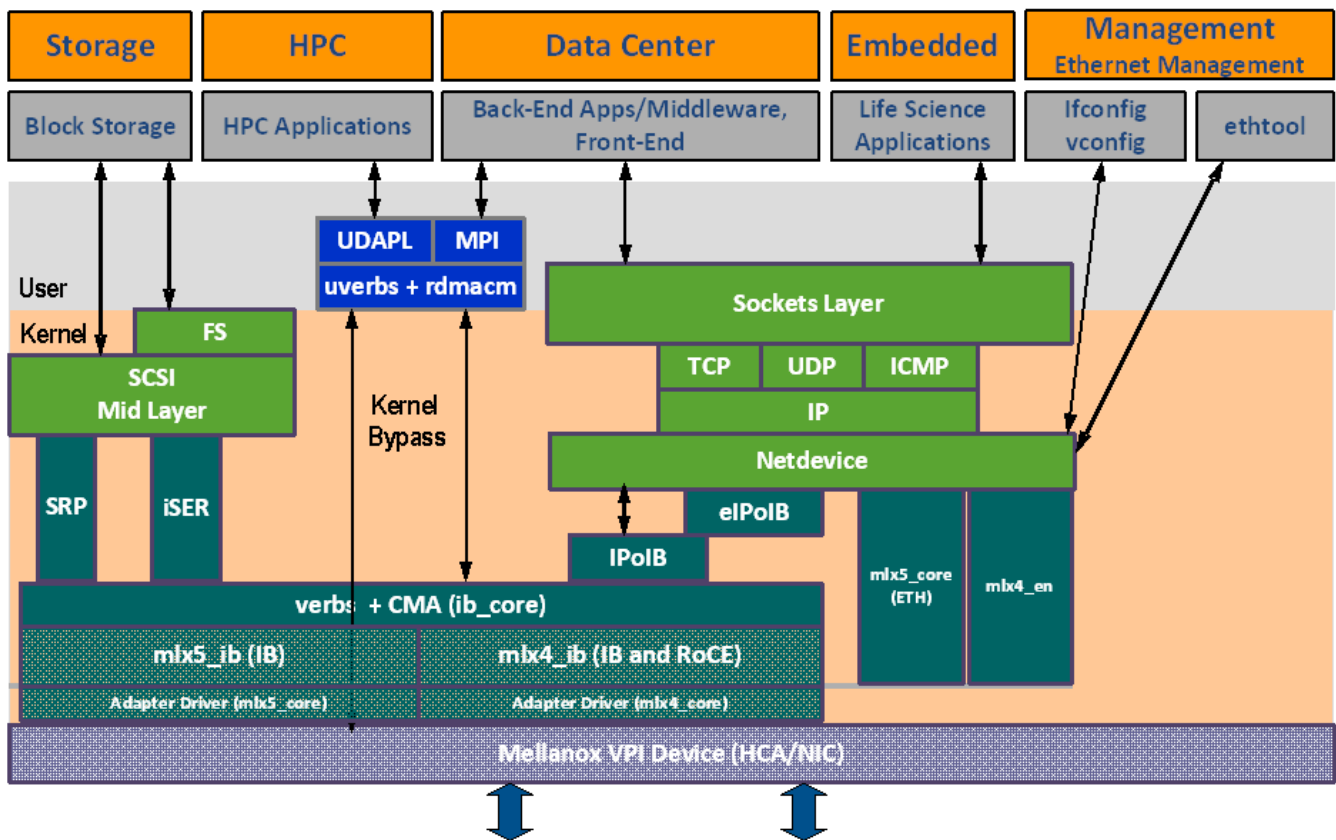 Storage
HPC
Data Center
Embedded
Management
Ethernet Management
Block Storage
HPC Applications
Back-End Apps/Middleware,
Front-End
Life Science
Applications
Ifconfig
vconfig
ethtool
UDAPL
MPI
uverbs + rdmacm
User
Kernel
Sockets Layer
FS
SCSI
Mid Layer
TCP
UDP
ICMP
IP
Kernel
Bypass
Netdevice
SRP
iSER
eIPoIB
IPoIB
mlx5_core
(ETH)
mlx4_en
verbs + CMA (ib_core)
mlx5_ib (IB)
mlx4_ib (IB and RoCE)
Adapter Driver (mlx5_core)
Adapter Driver (mlx4_core)
Mellanox VPI Device (HCA/NIC)